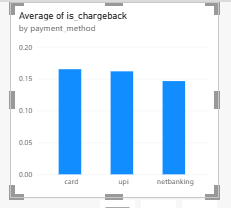 Average of is_chargeback
by payment_method
0.20
0.15
0.10
0.05
0.00
card upi netbanking